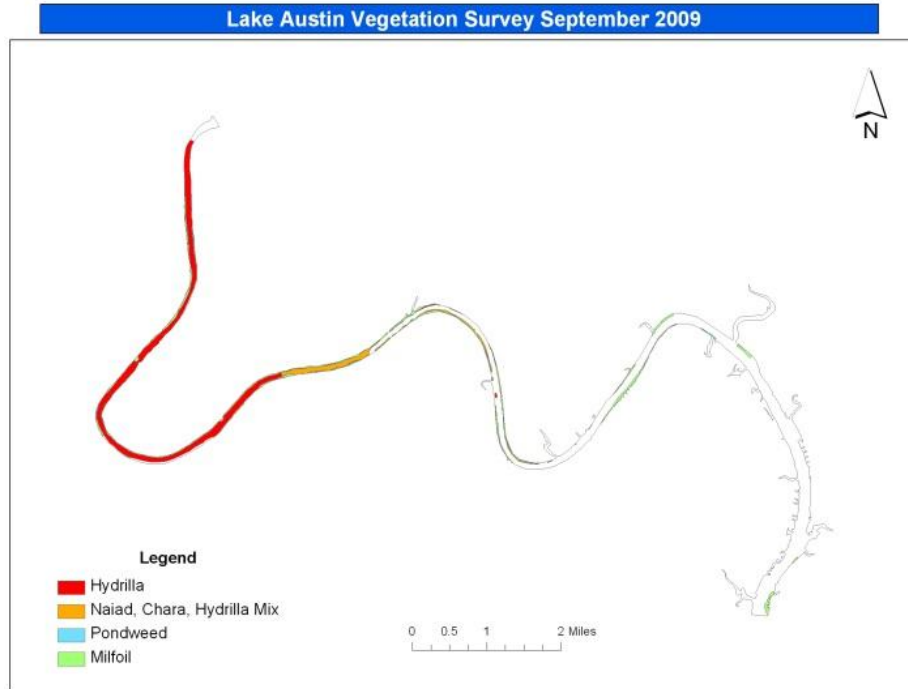 Lake Austin Vegetation Survey September 2009
N
Legend
Hydrilla
Naiad, Chara, Hydrilla Mix
Pondweed
Milfoil
0 0.5 1 2 Miles